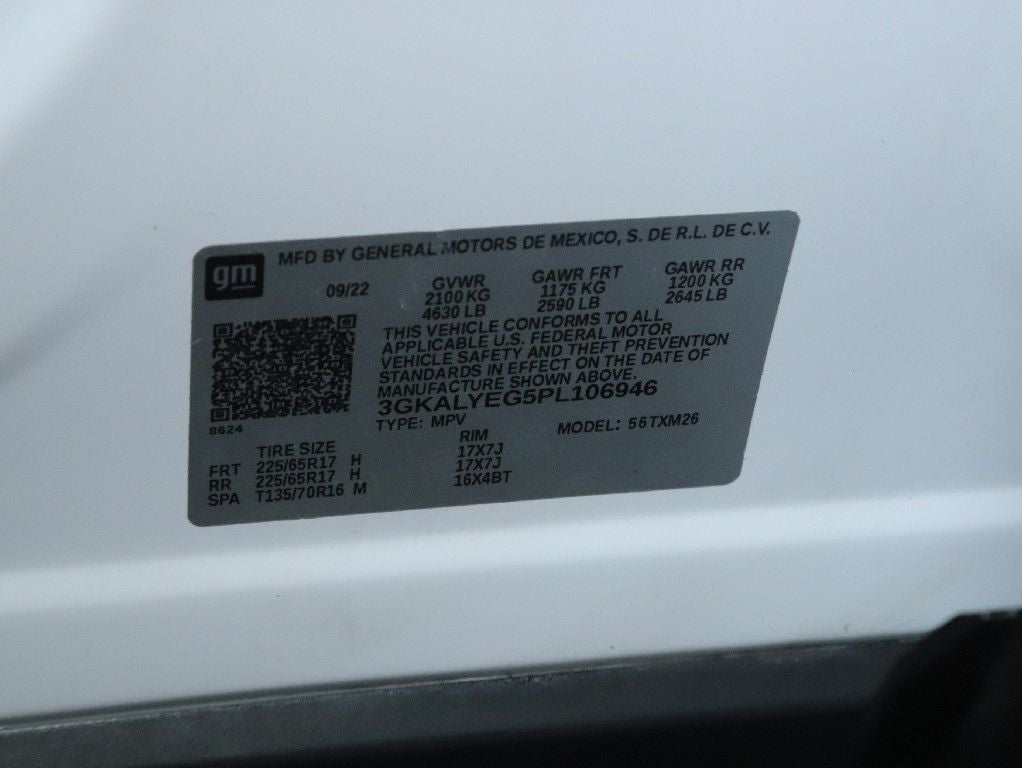 gm
MFD BY GENERAL MOTORS DE MEXICO, S. DE R.L. DE C.V.
09/22 GVWR GAWR FRT GAWR RR
2100 KG 1175 KG 1200 KG
4630 LB 2590 LB 2645 LB
THIS VEHICLE CONFORMS TO ALL
APPLICABLE U.S. FEDERAL MOTOR
VEHICLE SAFETY AND THEFT PREVENTION
STANDARDS IN EFFECT ON THE DATE OF
MANUFACTURE SHOWN ABOVE.
3GKALYEG5PL106946
8624 TYPE: MPV MODEL: 56TXM26
TIRE SIZE RIM
FRT 225/65R17 H 17X7J
RR 225/65R17 H 17X7J
SPA T135/70R16 M 16X4BT